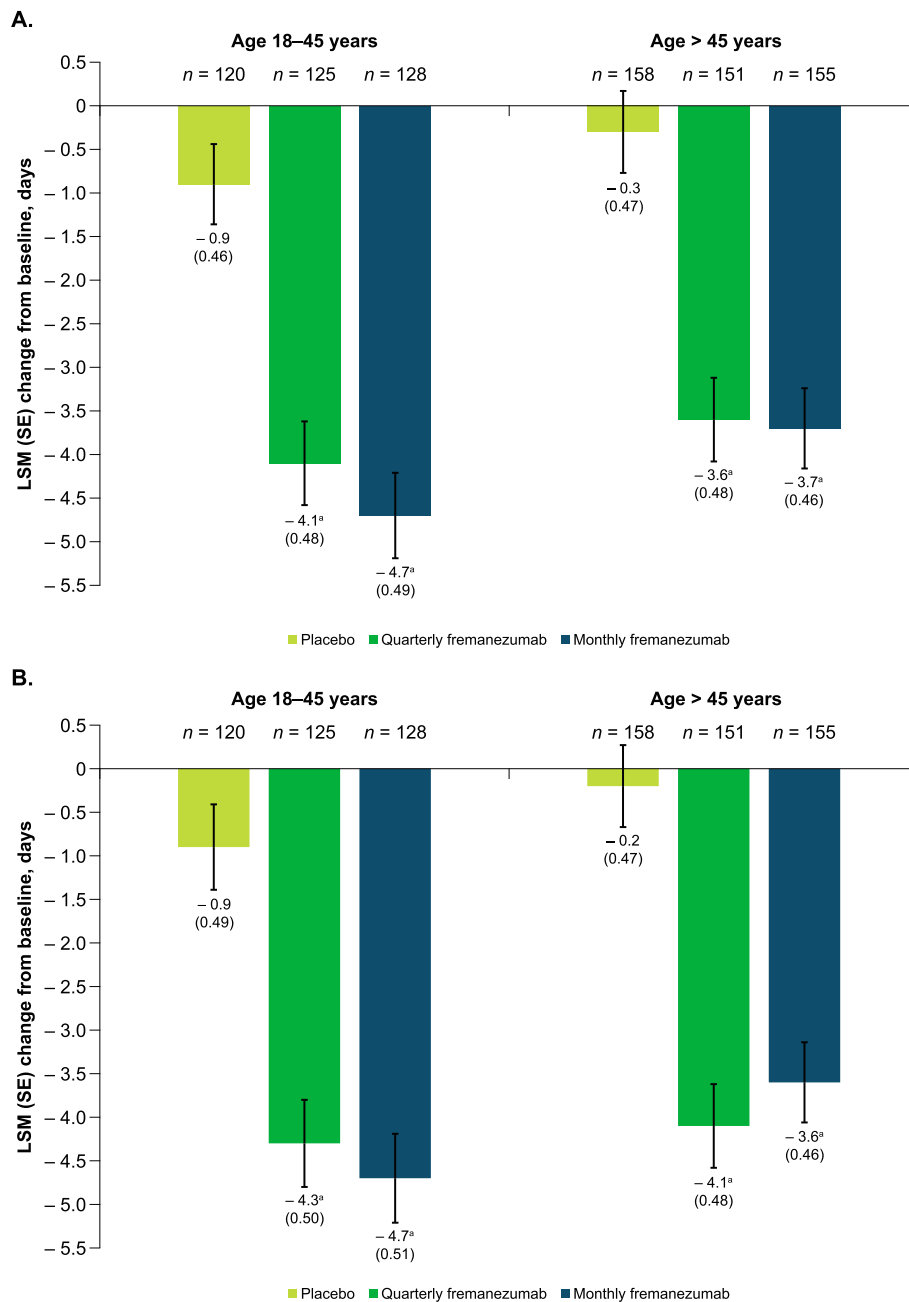 A.
Age 18–45 years
Age > 45 years
n = 120
n = 125
n = 128
n = 158
n = 151
n = 155
LSM (SE) change from baseline, days
0.5
0
– 0.5
– 1.0
– 1.5
– 2.0
– 2.5
– 3.0
– 3.5
– 4.0
– 4.5
– 5.0
– 5.5
– 0.9
(0.46)
– 4.1ᵃ
(0.48)
– 4.7ᵃ
(0.49)
– 0.3
(0.47)
– 3.6ᵃ
(0.48)
– 3.7ᵃ
(0.46)
Placebo Quarterly fremanezumab Monthly fremanezumab
B.
Age 18–45 years
Age > 45 years
n = 120
n = 125
n = 128
n = 158
n = 151
n = 155
LSM (SE) change from baseline, days
0.5
0
– 0.5
– 1.0
– 1.5
– 2.0
– 2.5
– 3.0
– 3.5
– 4.0
– 4.5
– 5.0
– 5.5
– 0.9
(0.49)
– 4.3ᵃ
(0.50)
– 4.7ᵃ
(0.51)
– 0.2
(0.47)
– 4.1ᵃ
(0.48)
– 3.6ᵃ
(0.46)
Placebo Quarterly fremanezumab Monthly fremanezumab